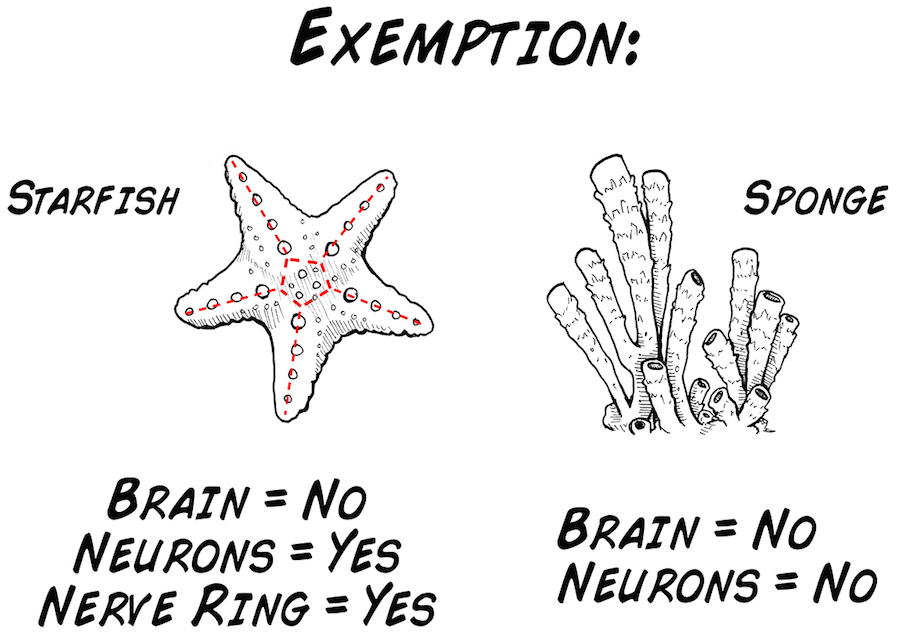 EXEMPTION:
STARFISH
SPONGE
BRAIN = NO
NEURONS = YES
NERVE RING = YES
BRAIN = NO
NEURONS = NO